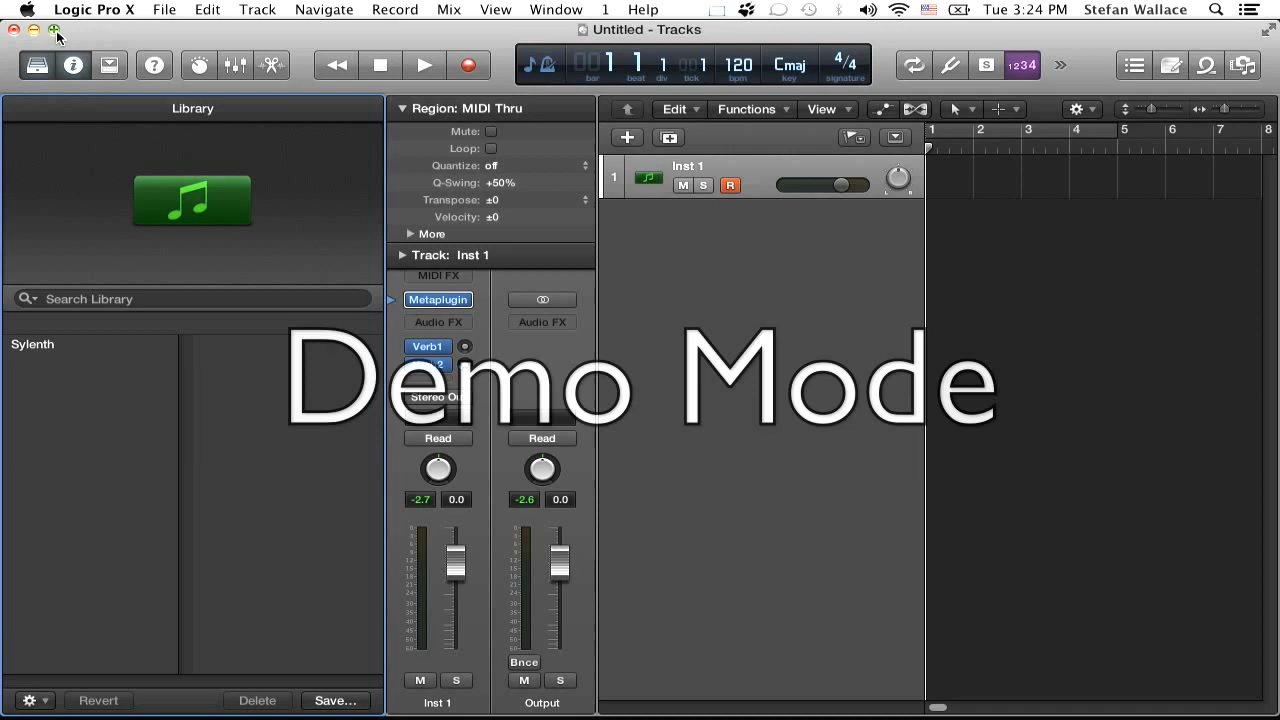 Logic Pro X File Edit Track Navigate Record Mix View Window 1 Help Tue 3:24 PM Stefan Wallace
Untitled - Tracks
001 1 1 1 120 Cmaj 4/4 1234
bar beat div tick bpm key signature
Library
Region: MIDI Thru
Mute:
Loop:
Quantize: off
Q-Swing: +50%
Transpose: ±0
Velocity: ±0
More
Track: Inst 1
Edit Functions View
1 2 3 4 5 6 7 8
1 Inst 1
M S R
L R
Search Library
Sylenth
MIDI FX
Metaplugin
Audio FX Audio FX
Verb1
Stereo Ou
Demo Mode
Read Read
-2.7 0.0 -2.6 0.0
Bnce
M S M S
Inst 1 Output
Revert Delete Save...